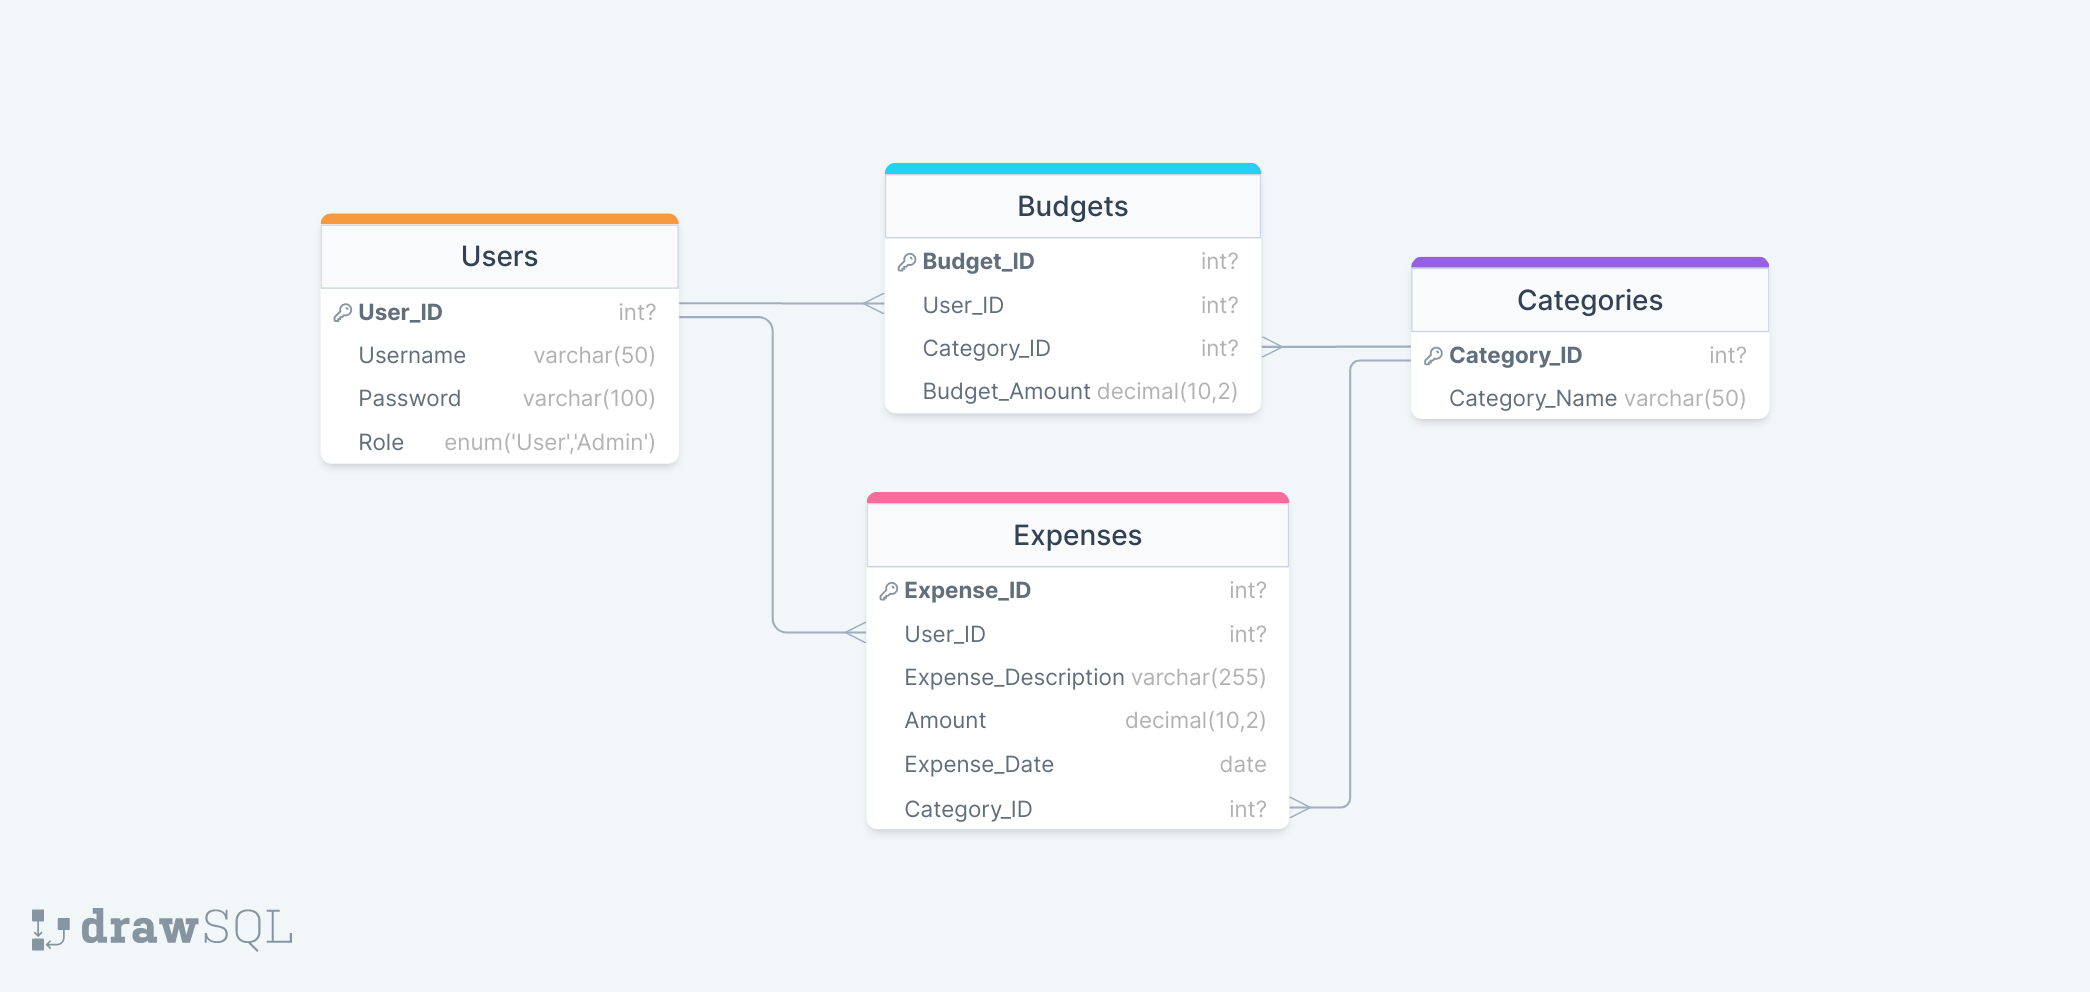 Users
User_ID int?
Username varchar(50)
Password varchar(100)
Role enum('User','Admin')
Budgets
Budget_ID int?
User_ID int?
Category_ID int?
Budget_Amount decimal(10,2)
Categories
Category_ID int?
Category_Name varchar(50)
Expenses
Expense_ID int?
User_ID int?
Expense_Description varchar(255)
Amount decimal(10,2)
Expense_Date date
Category_ID int?
drawSQL